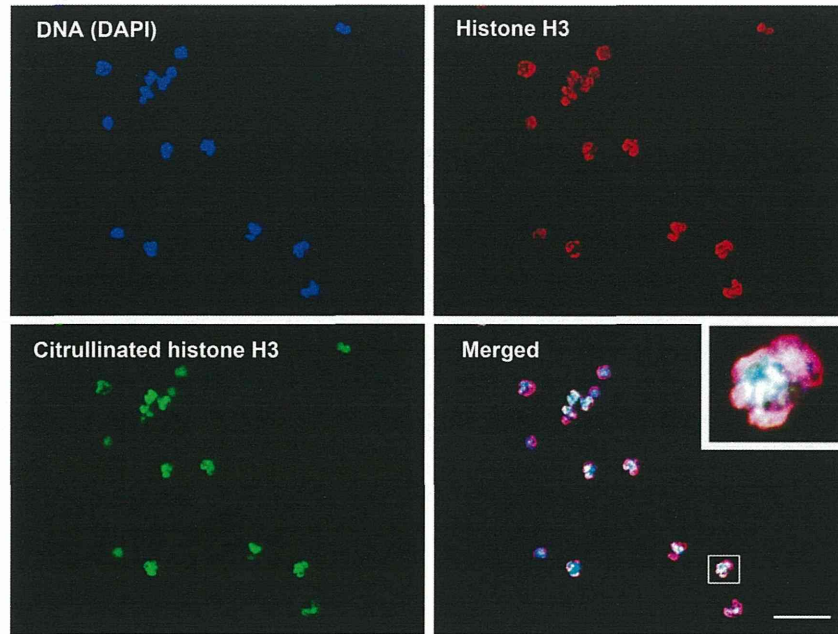 DNA (DAPI)
Histone H3
Citrullinated histone H3
Merged